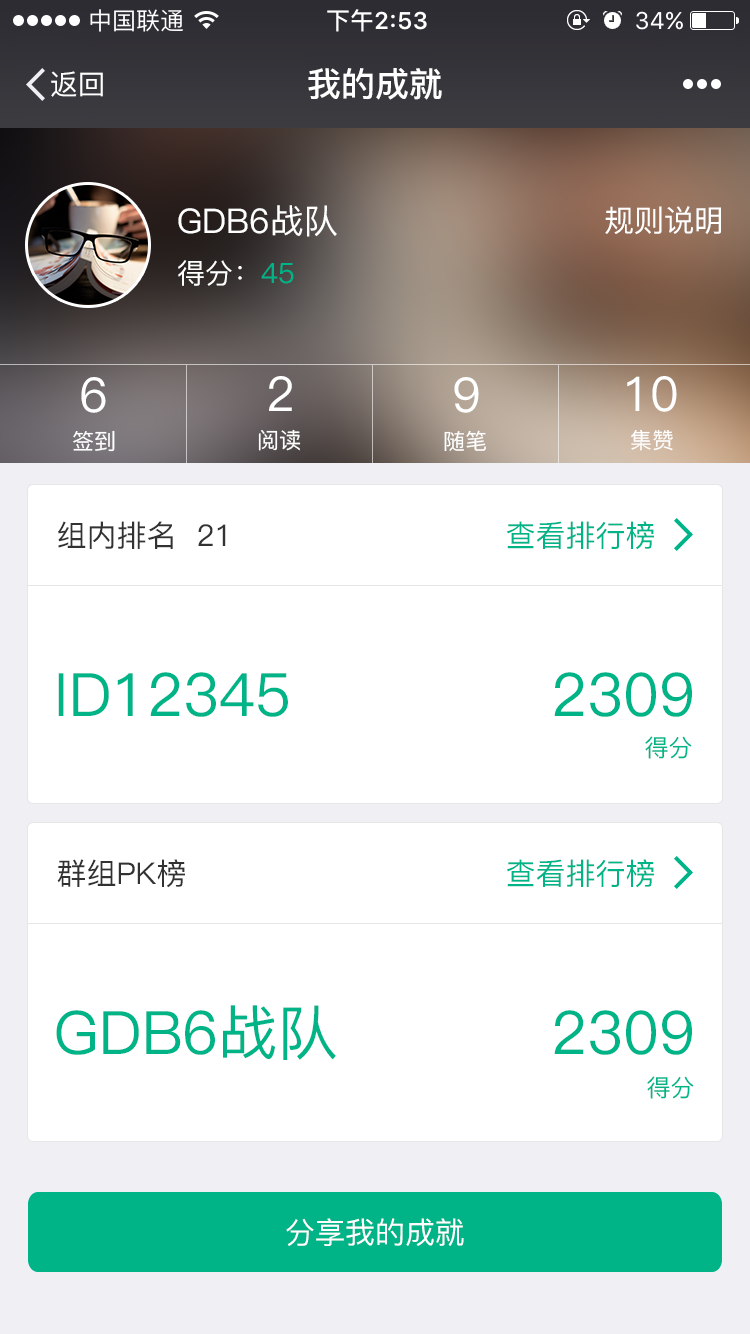 中国联通 下午2:53 34%
返回 我的成就
GDB6战队 规则说明
得分：45
6 2 9 10
签到 阅读 随笔 集赞
组内排名 21 查看排行榜
ID12345 2309
得分
群组PK榜 查看排行榜
GDB6战队 2309
得分
分享我的成就